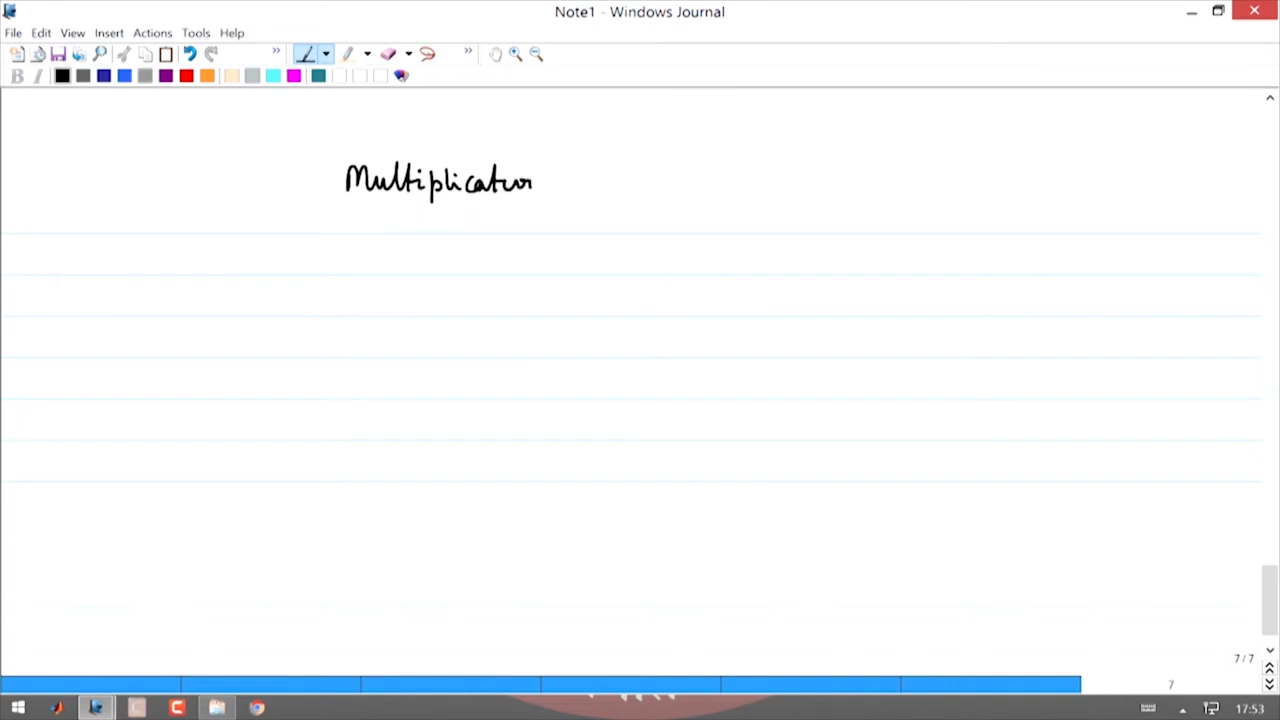 Note1 - Windows Journal
File Edit View Insert Actions Tools Help
B I
Multiplication
7/7
7
17:53